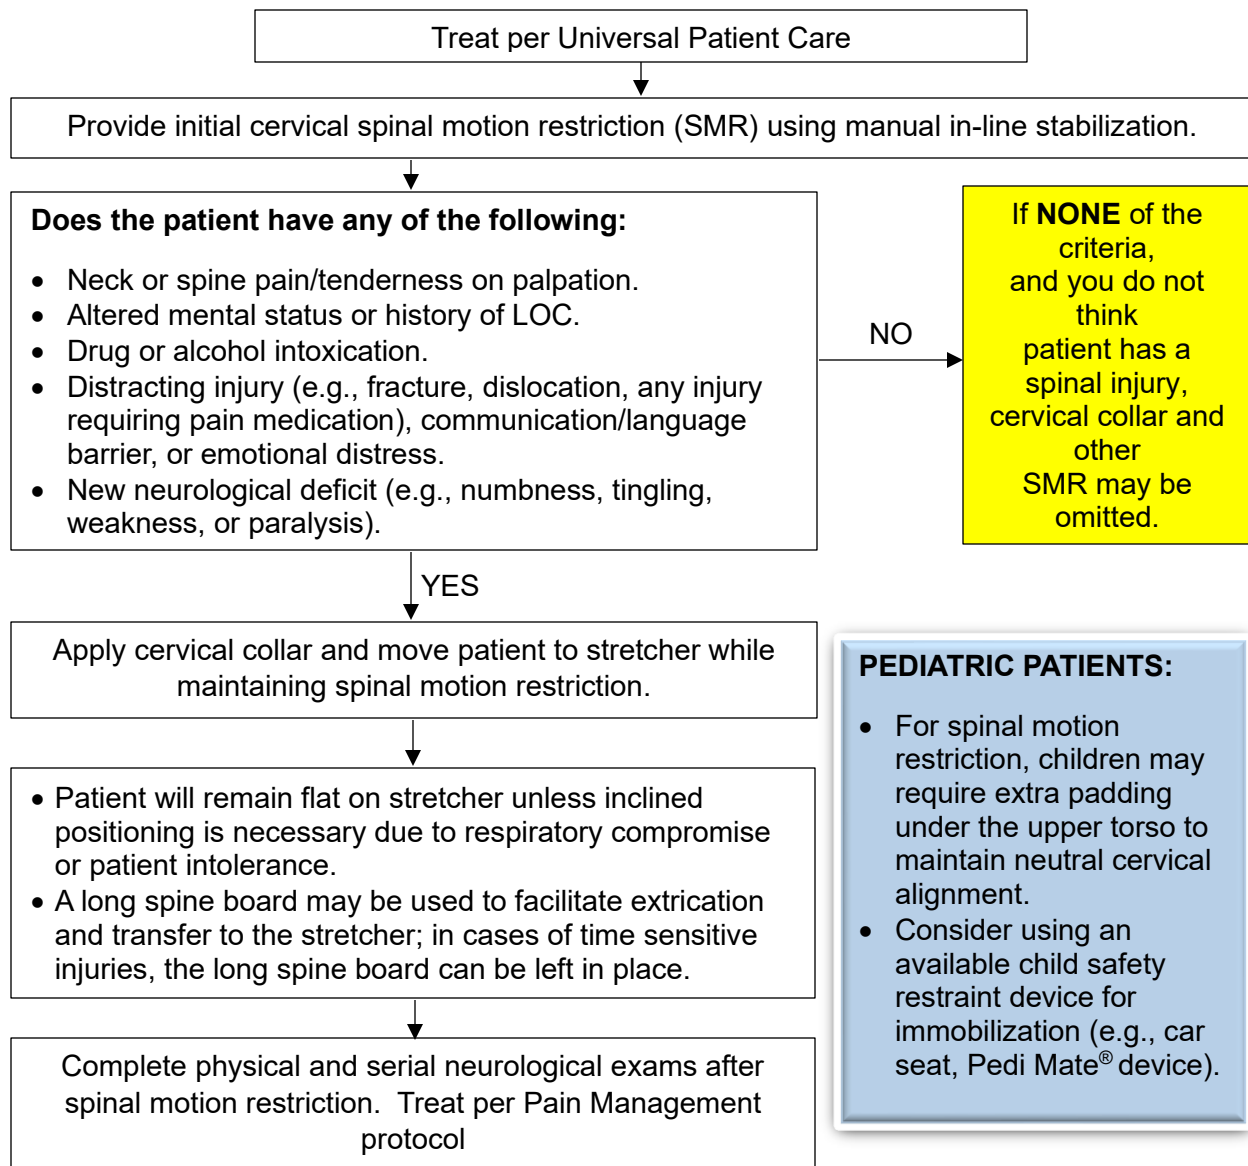 Treat per Universal Patient Care
Provide initial cervical spinal motion restriction (SMR) using manual in-line stabilization.
Does the patient have any of the following:
• Neck or spine pain/tenderness on palpation.
• Altered mental status or history of LOC.
• Drug or alcohol intoxication.
• Distracting injury (e.g., fracture, dislocation, any injury
requiring pain medication), communication/language
barrier, or emotional distress.
• New neurological deficit (e.g., numbness, tingling,
weakness, or paralysis).
NO
If NONE of the
criteria,
and you do not
think
patient has a
spinal injury,
cervical collar and
other
SMR may be
omitted.
YES
Apply cervical collar and move patient to stretcher while
maintaining spinal motion restriction.
• Patient will remain flat on stretcher unless inclined
positioning is necessary due to respiratory compromise
or patient intolerance.
• A long spine board may be used to facilitate extrication
and transfer to the stretcher; in cases of time sensitive
injuries, the long spine board can be left in place.
Complete physical and serial neurological exams after
spinal motion restriction.  Treat per Pain Management
protocol
PEDIATRIC PATIENTS:
• For spinal motion
restriction, children may
require extra padding
under the upper torso to
maintain neutral cervical
alignment.
• Consider using an
available child safety
restraint device for
immobilization (e.g., car
seat, Pedi Mate® device).